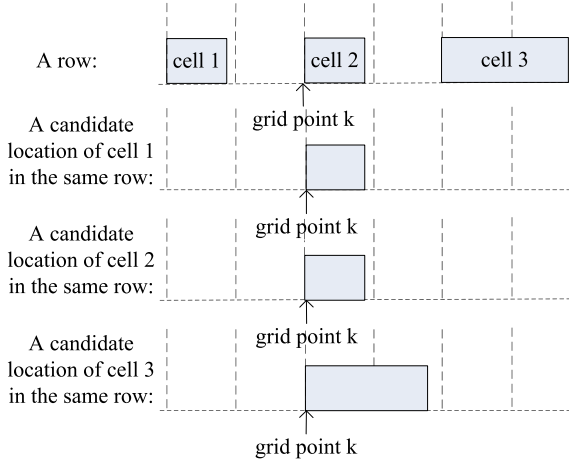 A row:
cell 1
cell 2
cell 3
grid point k
A candidate
location of cell 1
in the same row:
grid point k
A candidate
location of cell 2
in the same row:
grid point k
A candidate
location of cell 3
in the same row:
grid point k